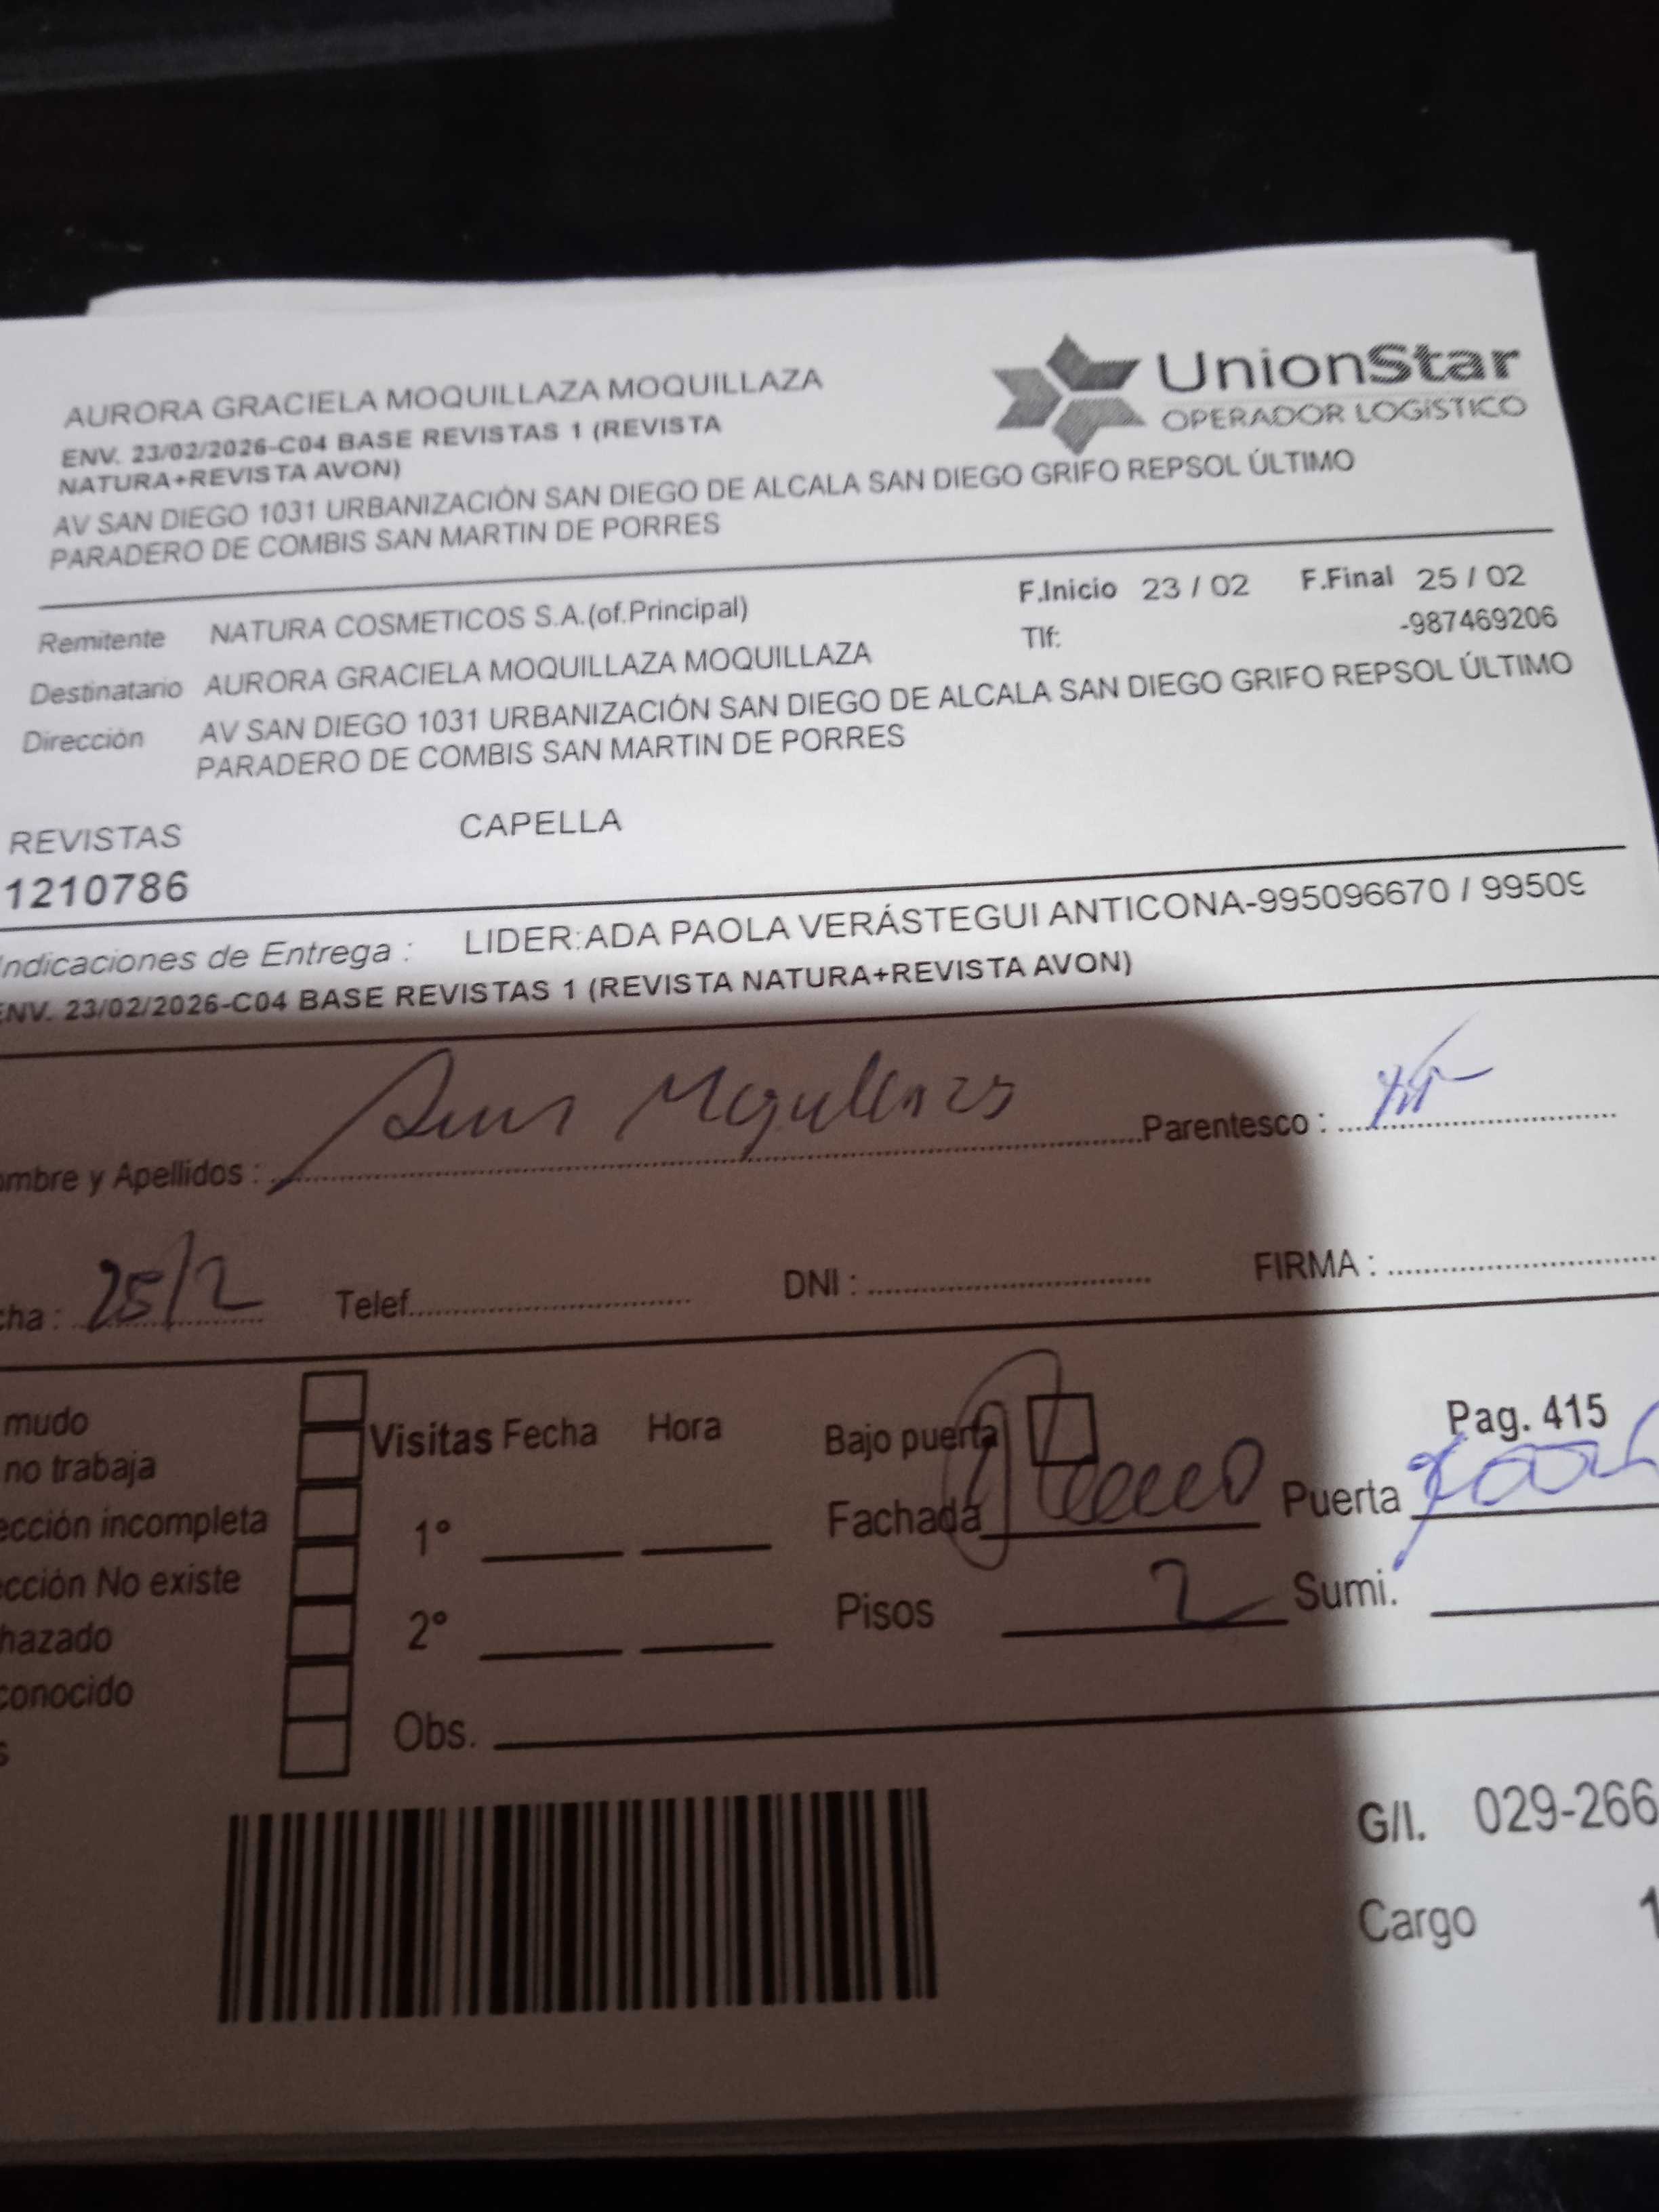 AURORA GRACIELA MOQUILLAZA MOQUILLAZA
ENV. 23/02/2026-C04 BASE REVISTAS 1 (REVISTA
NATURA+REVISTA AVON)
AV SAN DIEGO 1031 URBANIZACIÓN SAN DIEGO DE ALCALA SAN DIEGO GRIFO REPSOL ÚLTIMO
PARADERO DE COMBIS SAN MARTIN DE PORRES
UnionStar
OPERADOR LOGÍSTICO
Remitente NATURA COSMETICOS S.A.(of.Principal)
F.Inicio 23 / 02 F.Final 25 / 02
Destinatario AURORA GRACIELA MOQUILLAZA MOQUILLAZA
Tlf: -987469206
Dirección AV SAN DIEGO 1031 URBANIZACIÓN SAN DIEGO DE ALCALA SAN DIEGO GRIFO REPSOL ÚLTIMO
PARADERO DE COMBIS SAN MARTIN DE PORRES
REVISTAS CAPELLA
1210786
Indicaciones de Entrega : LIDER:ADA PAOLA VERÁSTEGUI ANTICONA-995096670 / 99509
ENV. 23/02/2026-C04 BASE REVISTAS 1 (REVISTA NATURA+REVISTA AVON)
ombre y Apellidos : Parentesco :
cha : 25/2 Telef. DNI : FIRMA :
mudo
no trabaja
ección incompleta
ección No existe
hazado
conocido
s
Visitas Fecha Hora
1°
2°
Obs.
Bajo puerta
Pag. 415
Fachada Puerta
Pisos 2 Sumi.
G/I. 029-266
Cargo 1